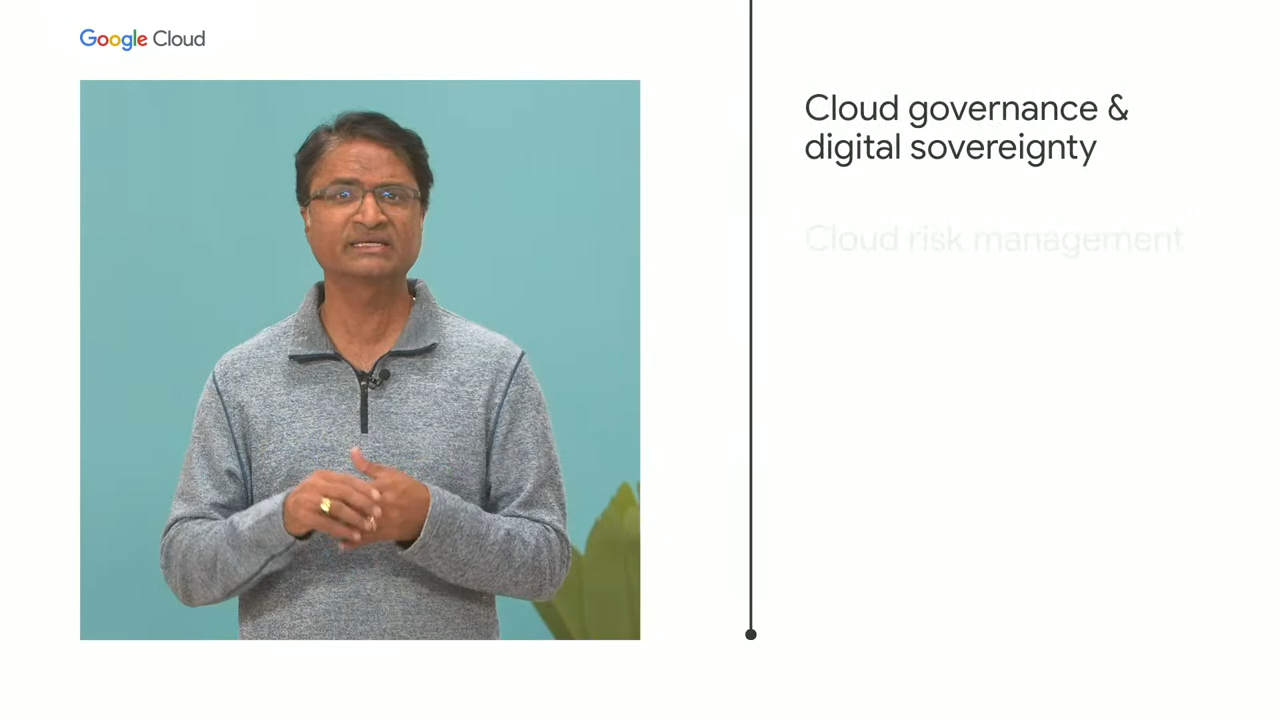 Google Cloud
Cloud governance &
digital sovereignty
Cloud risk management